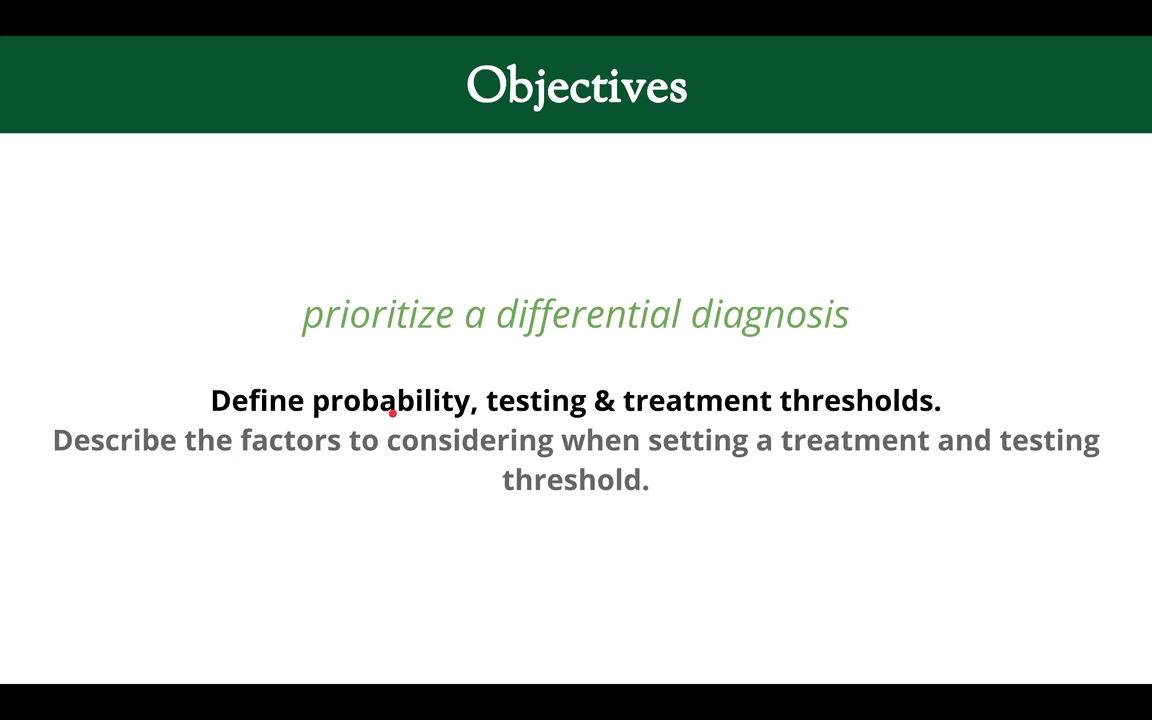 Objectives
prioritize a differential diagnosis
Define probability, testing & treatment thresholds.
Describe the factors to considering when setting a treatment and testing
threshold.